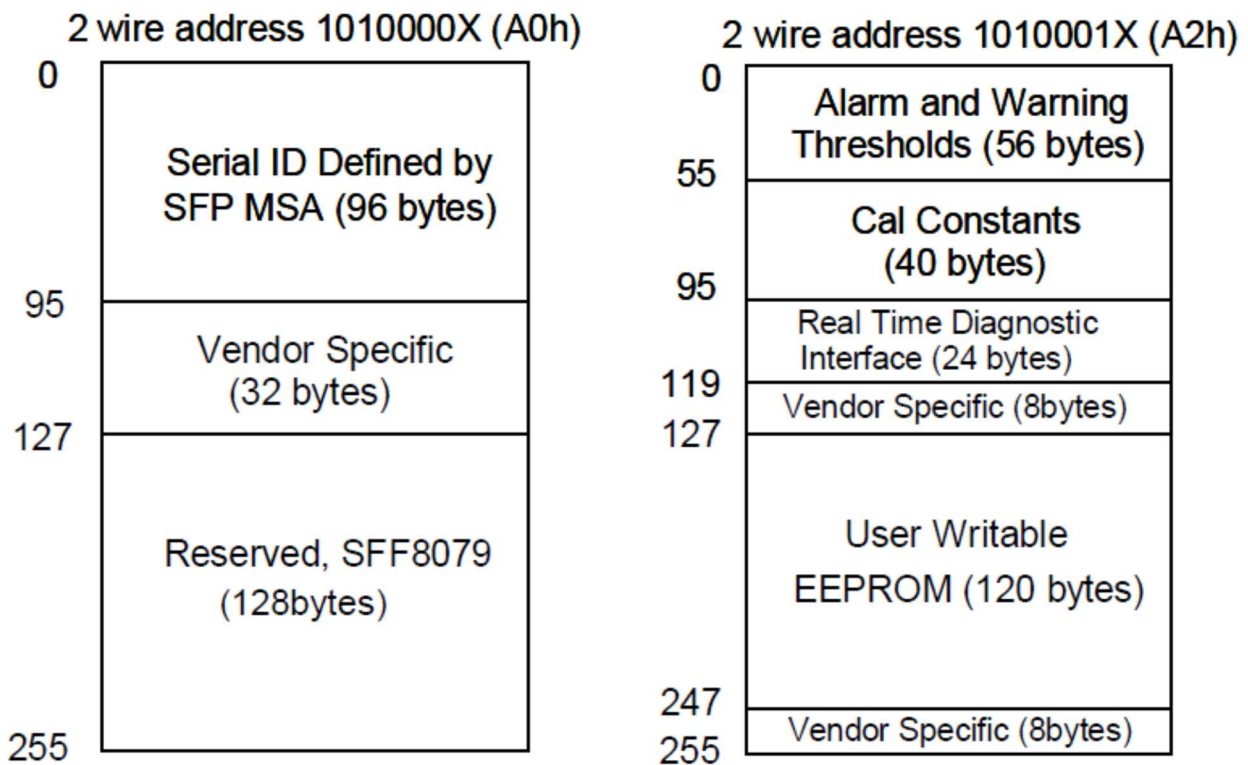 2 wire address 1010000X (A0h)
0
Serial ID Defined by
SFP MSA (96 bytes)
95
Vendor Specific
(32 bytes)
127
Reserved, SFF8079
(128bytes)
255
2 wire address 1010001X (A2h)
0
Alarm and Warning
Thresholds (56 bytes)
55
Cal Constants
(40 bytes)
95
Real Time Diagnostic
Interface (24 bytes)
119
Vendor Specific (8bytes)
127
User Writable
EEPROM (120 bytes)
247
Vendor Specific (8bytes)
255